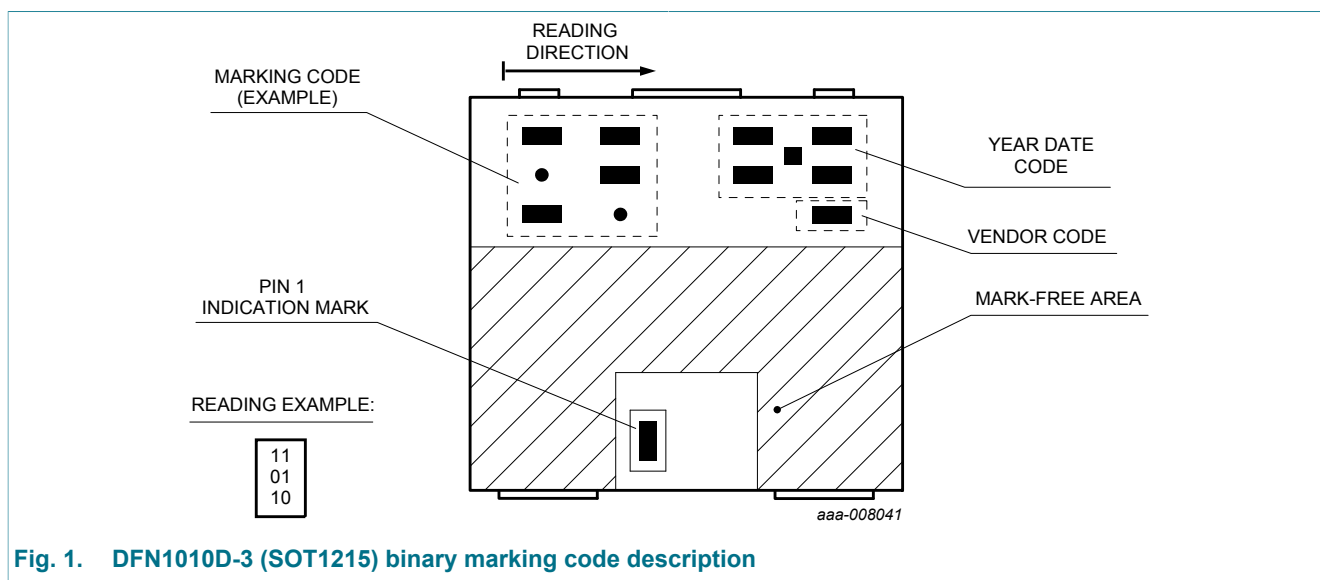 READING
DIRECTION
MARKING CODE
(EXAMPLE)
YEAR DATE
CODE
VENDOR CODE
PIN 1
INDICATION MARK
MARK-FREE AREA
READING EXAMPLE:
11
01
10
aaa-008041
Fig. 1. DFN1010D-3 (SOT1215) binary marking code description